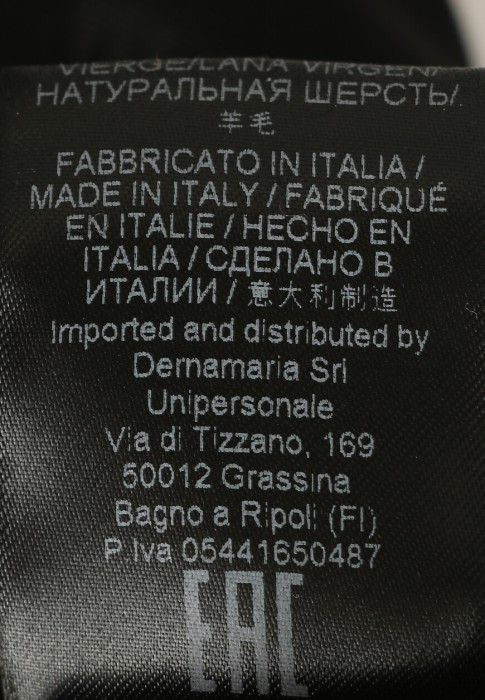 VIERGE/LANA VIRGEN/
НАТУРАЛЬНАЯ ШЕРСТЬ/
羊毛
FABBRICATO IN ITALIA /
MADE IN ITALY / FABRIQUÉ
EN ITALIE / HECHO EN
ITALIA / СДЕЛАНО В
ИТАЛИИ / 意大利制造
Imported and distributed by
Dernamaria Srl
Unipersonale
Via di Tizzano, 169
50012 Grassina
Bagno a Ripoli (FI)
P.Iva 05441650487
EAC